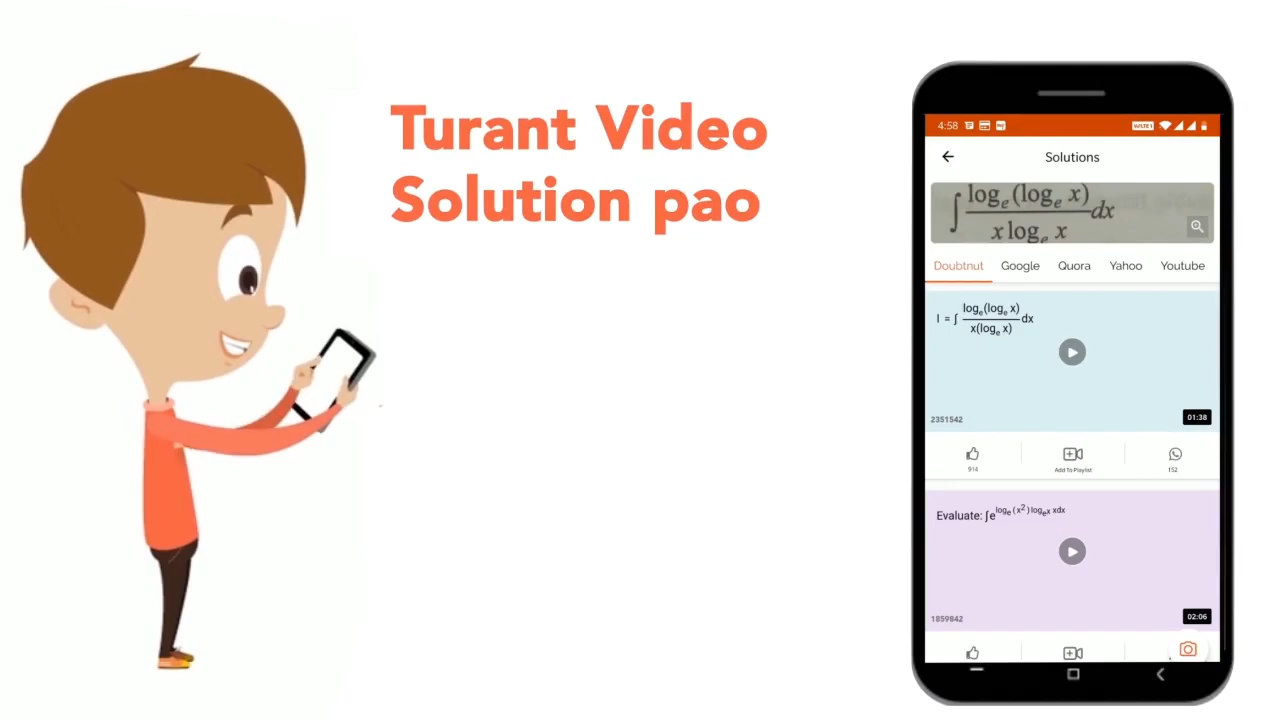 Turant Video
Solution pao
4:58
Solutions
∫ logₑ(logₑ x) / x logₑ x dx
Doubtnut Google Quora Yahoo Youtube
I = ∫ logₑ(logₑ x) / x(logₑ x) dx
2351542 01:38
914 Add To Playlist 152
Evaluate: ∫e^logₑ(x²)logₑx xdx
1859842 02:06